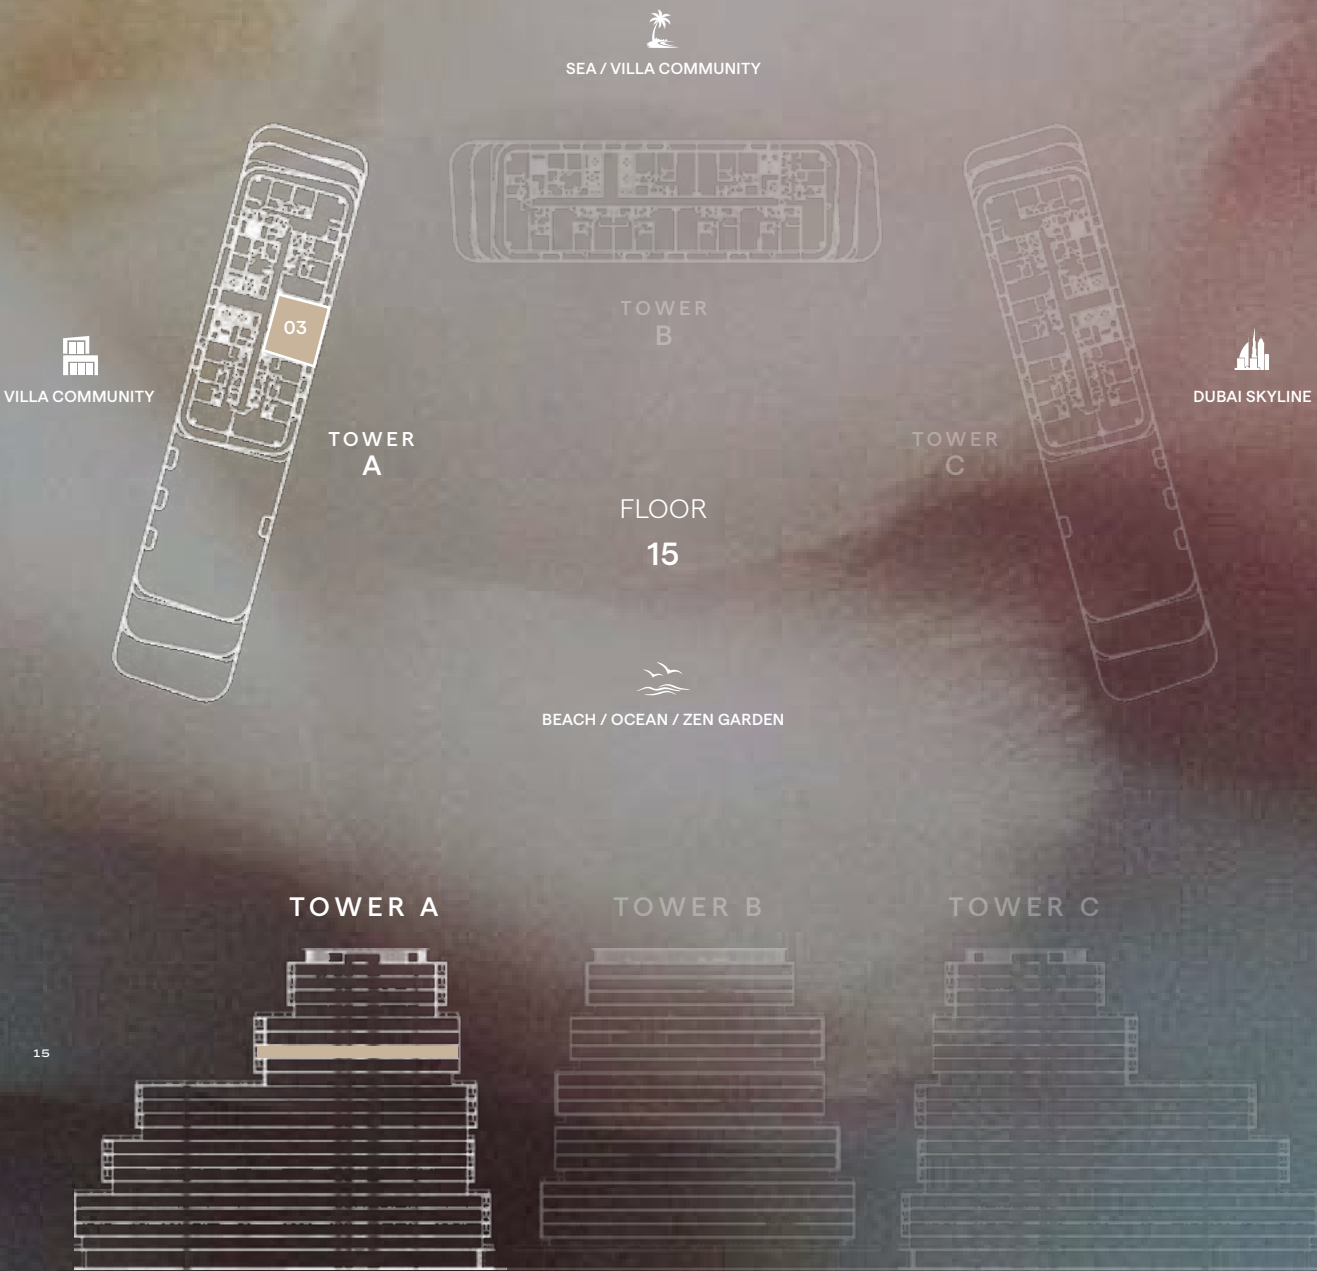 SEA / VILLA COMMUNITY
TOWER
B
03
VILLA COMMUNITY
DUBAI SKYLINE
TOWER
A
TOWER
C
FLOOR
15
BEACH / OCEAN / ZEN GARDEN
TOWER A
TOWER B
TOWER C
15